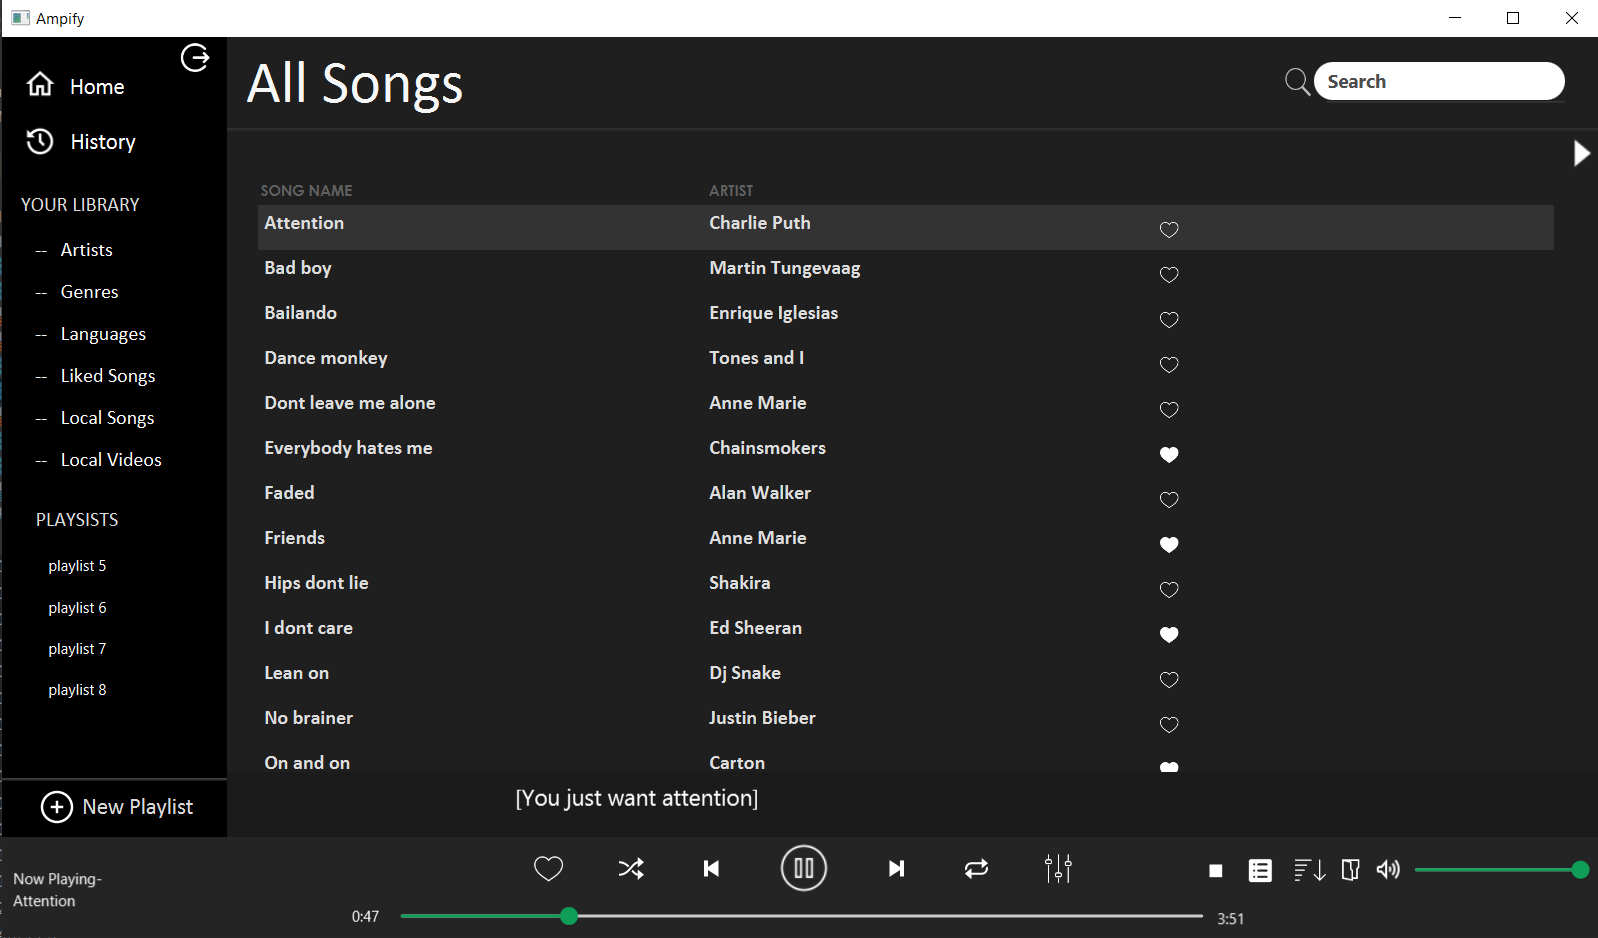 Ampify
Home
History
YOUR LIBRARY
-- Artists
-- Genres
-- Languages
-- Liked Songs
-- Local Songs
-- Local Videos
PLAYSISTS
playlist 5
playlist 6
playlist 7
playlist 8
New Playlist
All Songs
Search
SONG NAME ARTIST
Attention Charlie Puth
Bad boy Martin Tungevaag
Bailando Enrique Iglesias
Dance monkey Tones and I
Dont leave me alone Anne Marie
Everybody hates me Chainsmokers
Faded Alan Walker
Friends Anne Marie
Hips dont lie Shakira
I dont care Ed Sheeran
Lean on Dj Snake
No brainer Justin Bieber
On and on Carton
[You just want attention]
Now Playing-
Attention
0:47 3:51